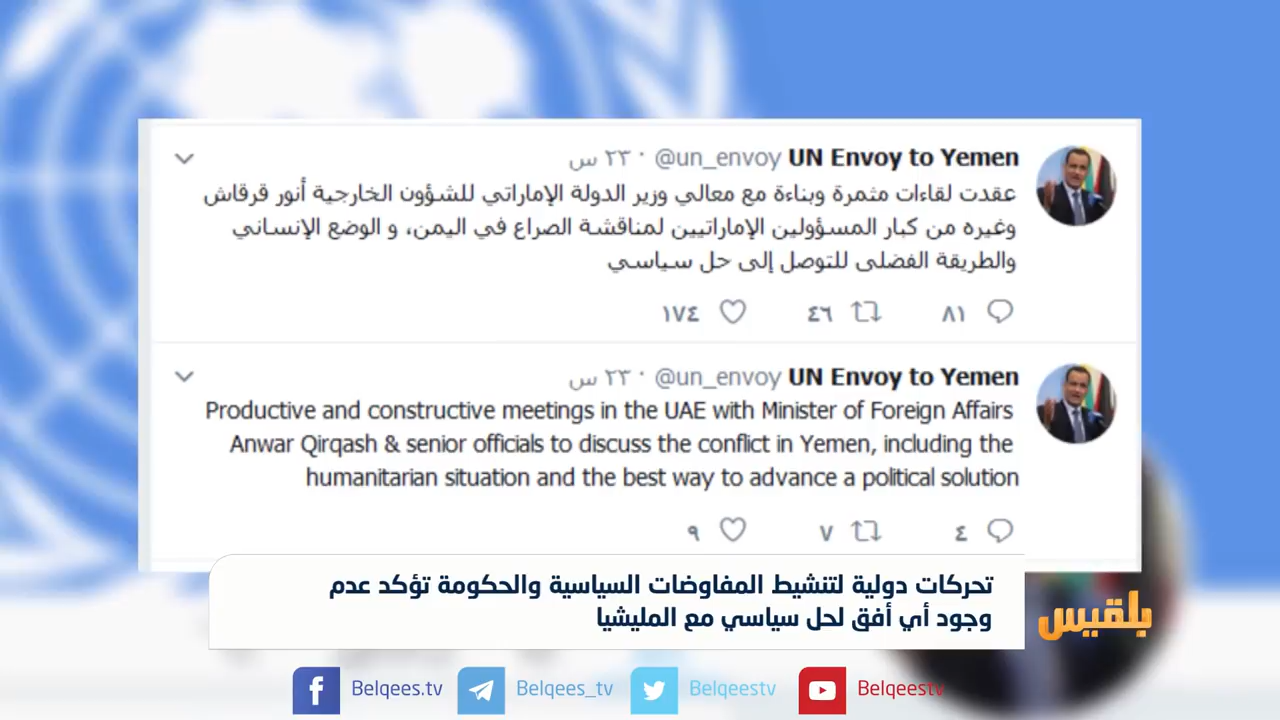 UN Envoy to Yemen @un_envoy · ٢٣ س
عقدت لقاءات مثمرة وبناءة مع معالي وزير الدولة الإماراتي للشؤون الخارجية أنور قرقاش
وغيره من كبار المسؤولين الإماراتيين لمناقشة الصراع في اليمن، و الوضع الإنساني
والطريقة الفضلى للتوصل إلى حل سياسي
٨١ ٤٦ ١٧٤
UN Envoy to Yemen @un_envoy · ٢٣ س
Productive and constructive meetings in the UAE with Minister of Foreign Affairs
Anwar Qirqash & senior officials to discuss the conflict in Yemen, including the
humanitarian situation and the best way to advance a political solution
٤ ٧ ٩
تحركات دولية لتنشيط المفاوضات السياسية والحكومة تؤكد عدم
وجود أي أفق لحل سياسي مع المليشيا
بلقيس
Belqees.tv Belqees_tv Belqeestv Belqeestv